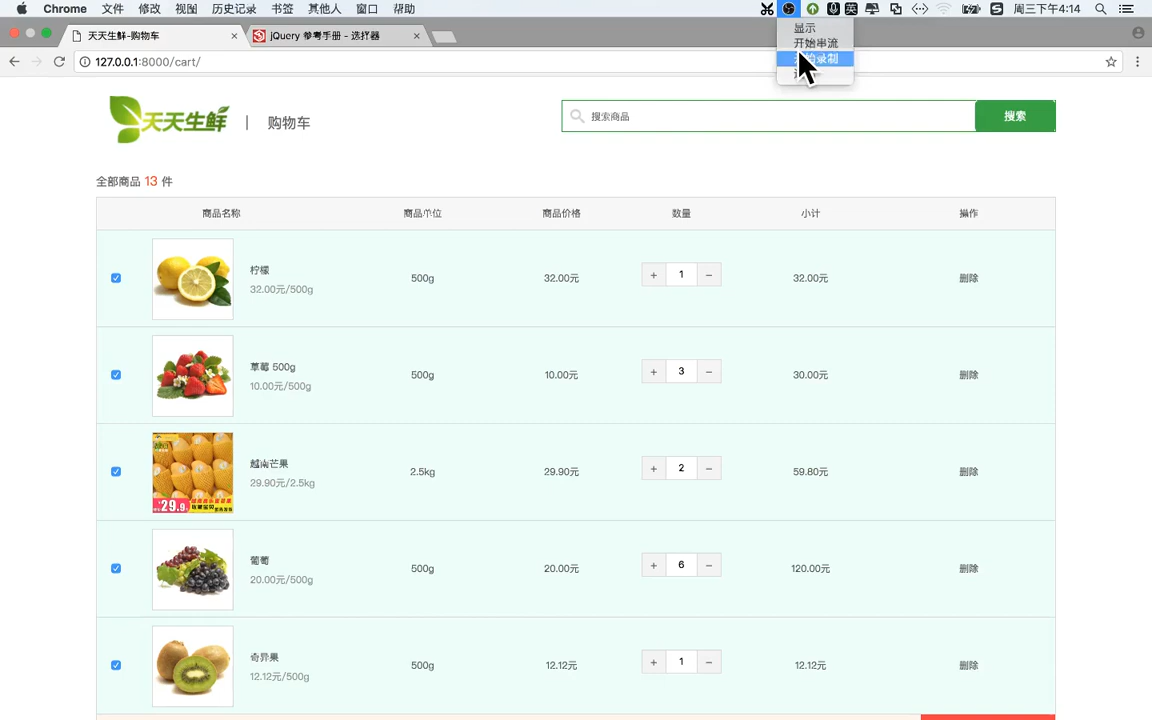 Chrome 文件 修改 视图 历史记录 书签 其他人 窗口 帮助 英 周三下午4:14
显示
开始串流
录制
天天生鲜-购物车 × jQuery 参考手册 - 选择器 ×
127.0.0.1:8000/cart/
天天生鲜 | 购物车 搜索商品 搜索
全部商品 13 件
商品名称 商品单位 商品价格 数量 小计 操作
柠檬
32.00元/500g
500g 32.00元 + 1 − 32.00元 删除
草莓 500g
10.00元/500g
500g 10.00元 + 3 − 30.00元 删除
29.9
越南芒果
29.90元/2.5kg
2.5kg 29.90元 + 2 − 59.80元 删除
葡萄
20.00元/500g
500g 20.00元 + 6 − 120.00元 删除
奇异果
12.12元/500g
500g 12.12元 + 1 − 12.12元 删除